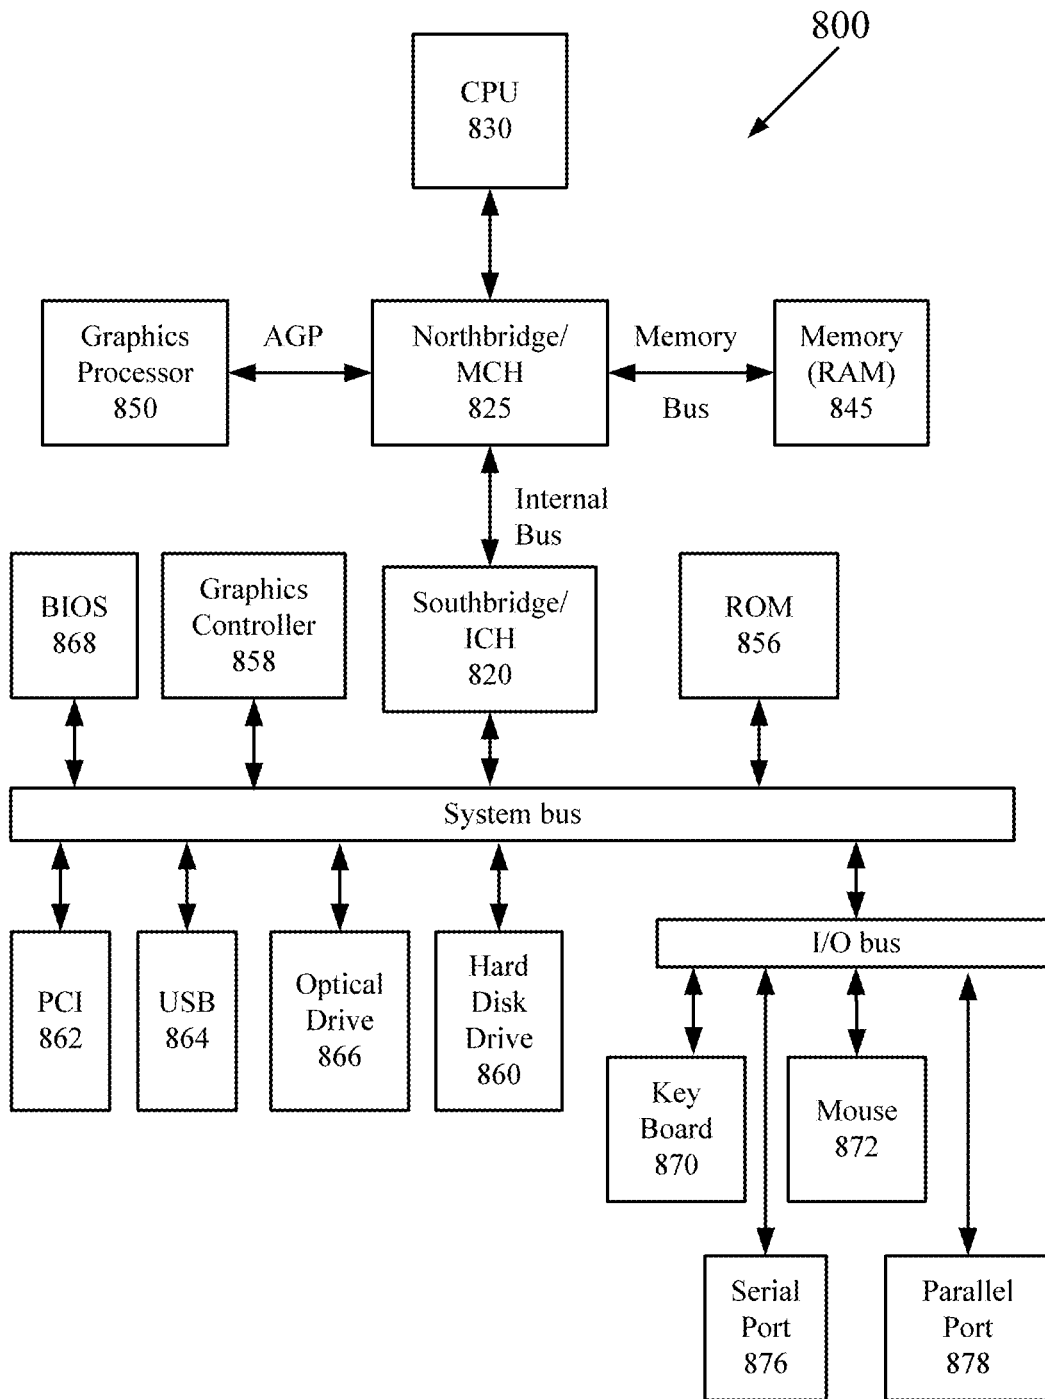 800
CPU
830
Graphics
Processor
850
AGP
Northbridge/
MCH
825
Memory
Bus
Memory
(RAM)
845
Internal
Bus
BIOS
868
Graphics
Controller
858
Southbridge/
ICH
820
ROM
856
System bus
PCI
862
USB
864
Optical
Drive
866
Hard
Disk
Drive
860
I/O bus
Key
Board
870
Mouse
872
Serial
Port
876
Parallel
Port
878